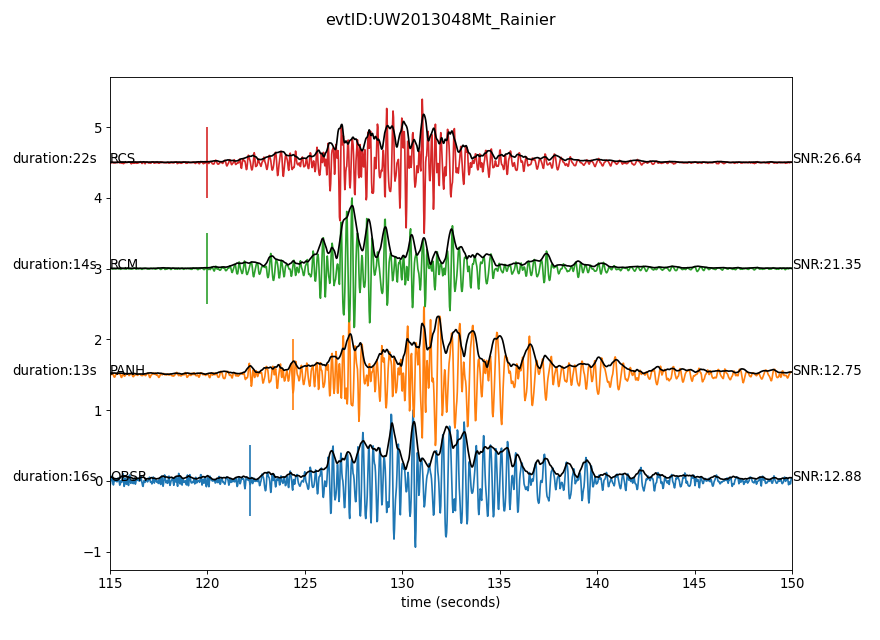 evtID:UW2013048Mt_Rainier
5
duration:22s RCS SNR:26.64
4
duration:14s 3 RCM SNR:21.35
2
duration:13s PANH SNR:12.75
1
duration:16s 0 OBSR SNR:12.88
−1
115 120 125 130 135 140 145 150
time (seconds)